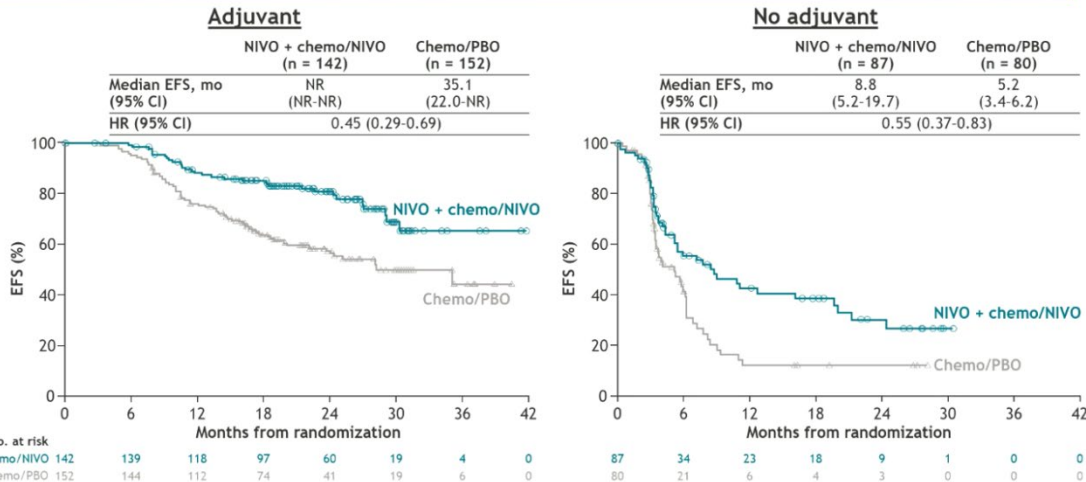 Adjuvant
NIVO + chemo/NIVO Chemo/PBO
(n = 142) (n = 152)
Median EFS, mo NR 35.1
(95% CI) (NR-NR) (22.0-NR)
HR (95% CI) 0.45 (0.29-0.69)
100
80
60
40
20
0
EFS (%)
NIVO + chemo/NIVO
Chemo/PBO
0 6 12 18 24 30 36 42
Months from randomization
o. at risk
mo/NIVO 142 139 118 97 60 19 4 0
emo/PBO 152 144 112 74 41 19 6 0
No adjuvant
NIVO + chemo/NIVO Chemo/PBO
(n = 87) (n = 80)
Median EFS, mo 8.8 5.2
(95% CI) (5.2-19.7) (3.4-6.2)
HR (95% CI) 0.55 (0.37-0.83)
100
80
60
40
20
0
EFS (%)
NIVO + chemo/NIVO
Chemo/PBO
0 6 12 18 24 30 36 42
Months from randomization
87 34 23 18 9 1 0 0
80 21 6 4 3 0 0 0